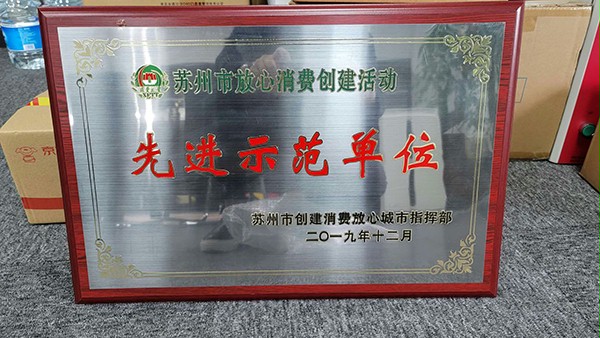 苏州市放心消费创建活动
先进示范单位
苏州市创建消费放心城市指挥部
二〇一九年十二月
京